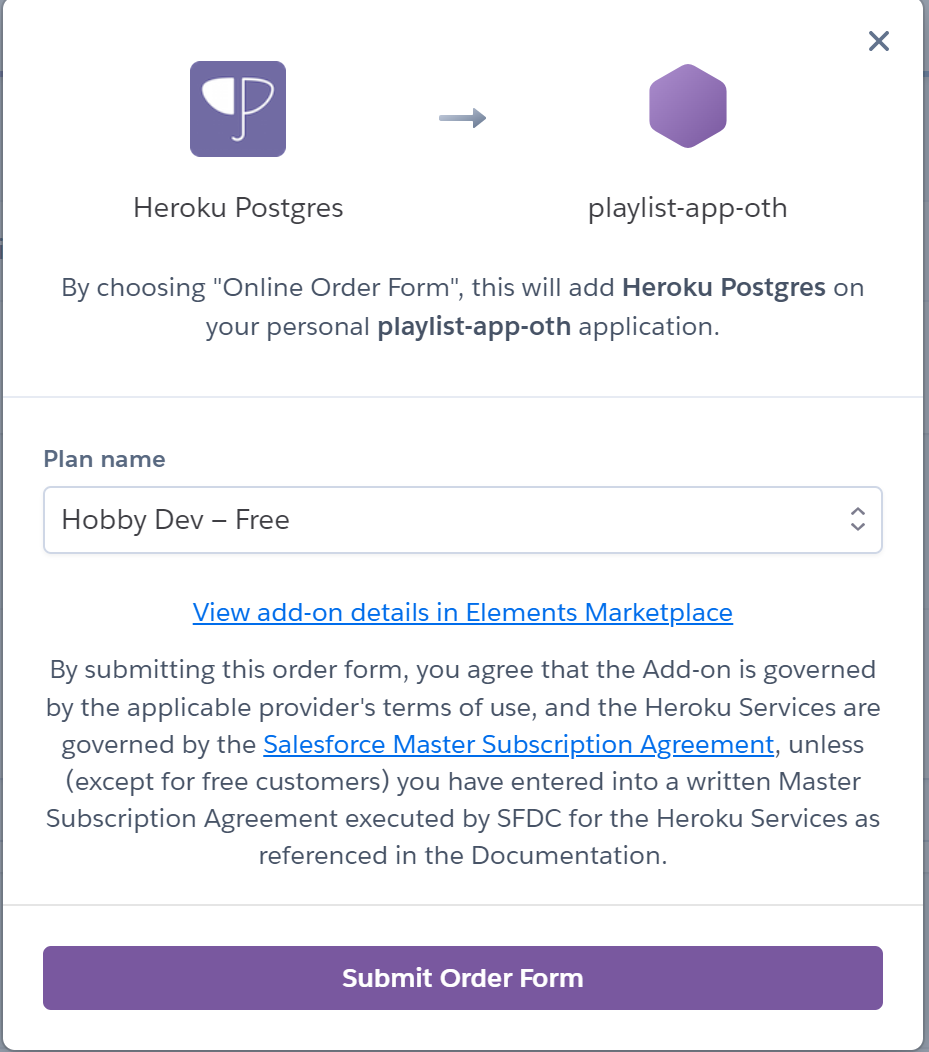 Heroku Postgres
playlist-app-oth
By choosing "Online Order Form", this will add Heroku Postgres on
your personal playlist-app-oth application.
Plan name
Hobby Dev – Free
View add-on details in Elements Marketplace
By submitting this order form, you agree that the Add-on is governed
by the applicable provider's terms of use, and the Heroku Services are
governed by the Salesforce Master Subscription Agreement, unless
(except for free customers) you have entered into a written Master
Subscription Agreement executed by SFDC for the Heroku Services as
referenced in the Documentation.
Submit Order Form